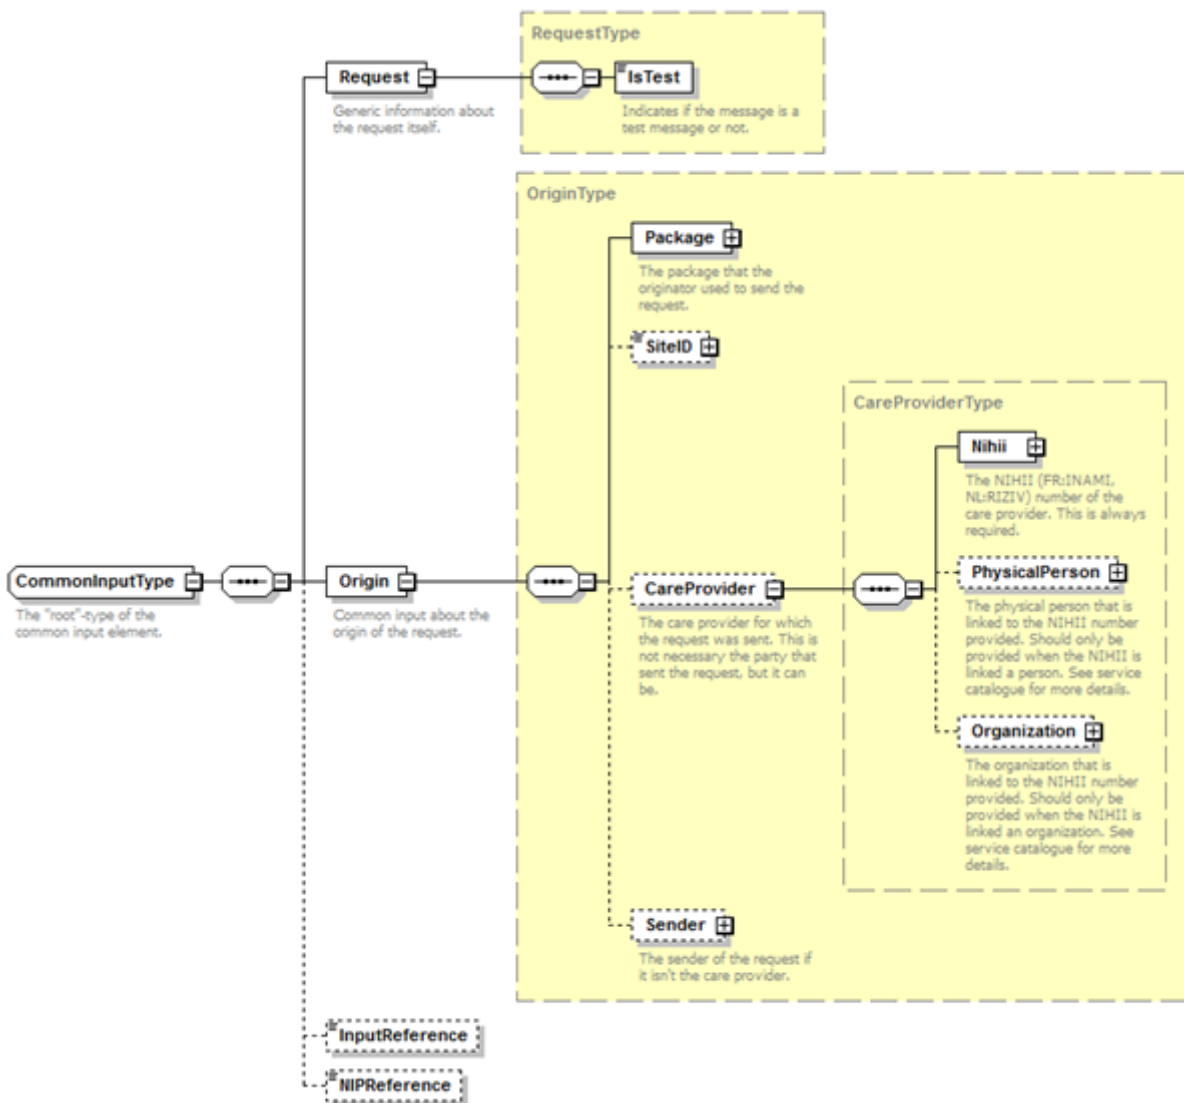 RequestType
Request
IsTest
Generic information about
the request itself.
Indicates if the message is a
test message or not.
OriginType
Package
The package that the
originator used to send the
request.
SiteID
CareProviderType
Nihii
The NIHII (FR:INAMI,
NL:RIZIV) number of the
care provider. This is always
required.
CommonInputType
The "root"-type of the
common input element.
Origin
Common input about the
origin of the request.
CareProvider
The care provider for which
the request was sent. This is
not necessary the party that
sent the request, but it can
be.
PhysicalPerson
The physical person that is
linked to the NIHII number
provided. Should only be
provided when the NIHII is
linked a person. See service
catalogue for more details.
Organization
The organization that is
linked to the NIHII number
provided. Should only be
provided when the NIHII is
linked an organization. See
service catalogue for more
details.
Sender
The sender of the request if
it isn't the care provider.
InputReference
NIPReference